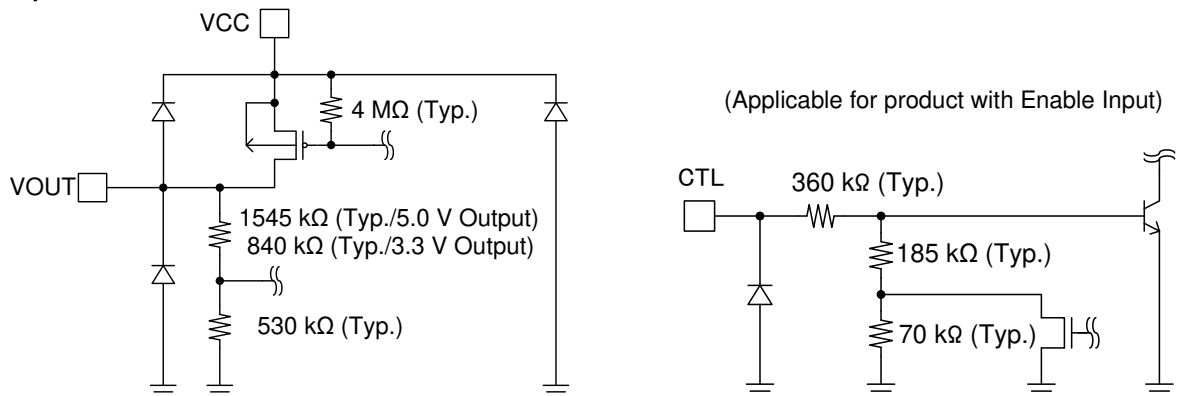 VCC
4 MΩ (Typ.)
VOUT
1545 kΩ (Typ./5.0 V Output)
840 kΩ (Typ./3.3 V Output)
530 kΩ (Typ.)
(Applicable for product with Enable Input)
CTL
360 kΩ (Typ.)
185 kΩ (Typ.)
70 kΩ (Typ.)